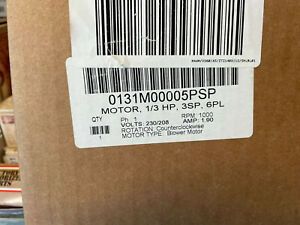 0131M00005PSP
MOTOR, 1/3 HP, 3SP, 6PL
QTY
1
Ph: 1 RPM: 1000
VOLTS: 230/208 AMP: 1.90
ROTATION: Counterclockwise
MOTOR TYPE: Blower Motor